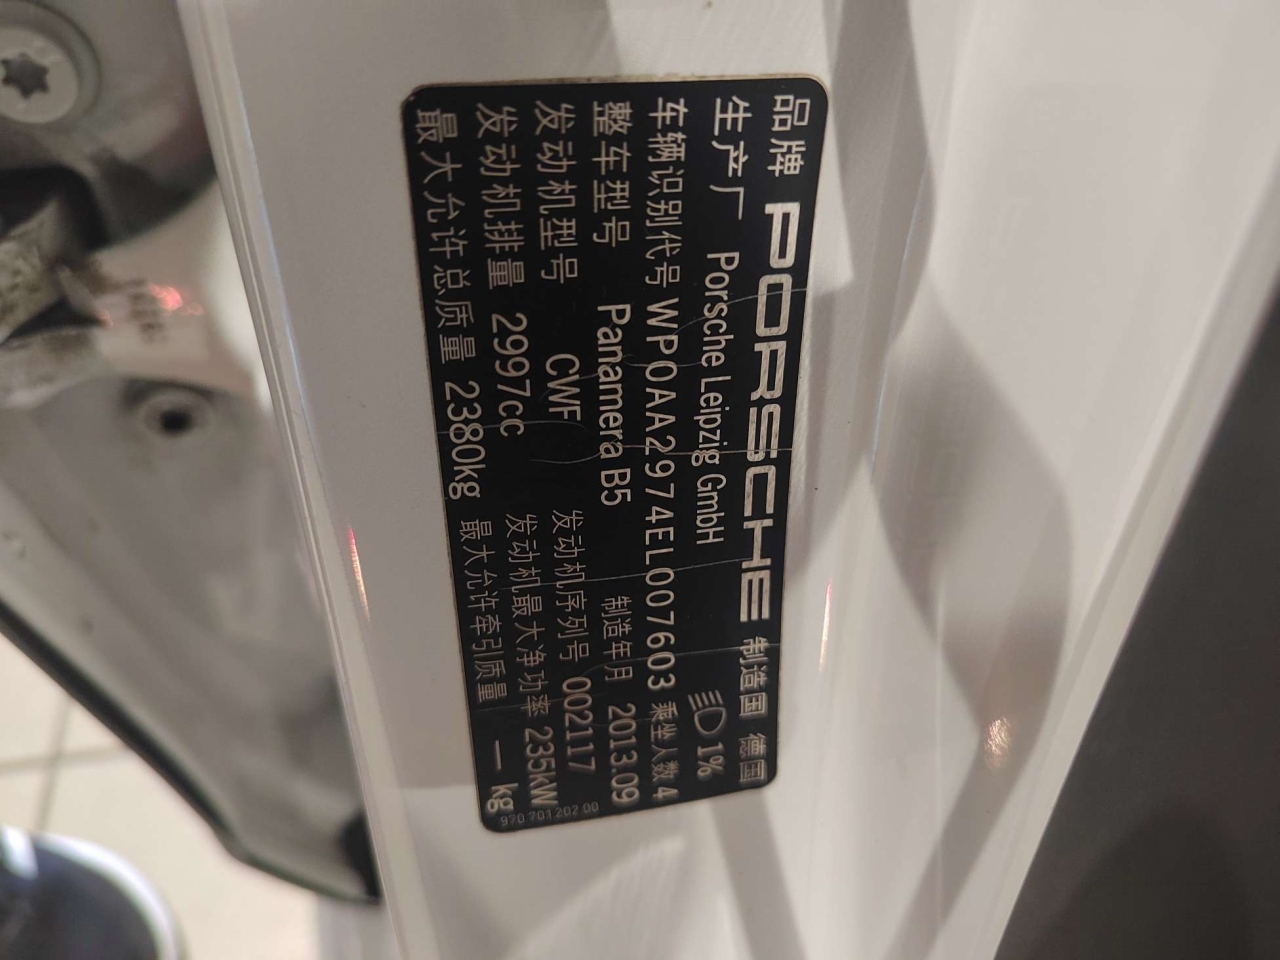 品牌 PORSCHE 制造国 德国
生产厂 Porsche Leipzig GmbH 1%
车辆识别代号 WP0AA2974EL007603 乘坐人数 4
整车型号 Panamera B5 制造年月 2013.09
发动机型号 CWF 发动机序列号 002117
发动机排量 2997cc 发动机最大净功率 235kW
最大允许总质量 2380kg 最大允许牵引质量 — kg
970 701 202 00